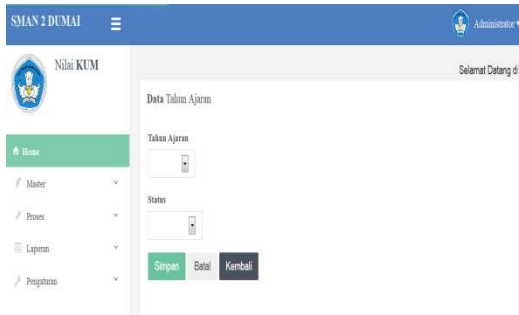 SMAN 2 DUMAI
Administrator
Nilai KUM
Selamat Datang di
Data Tahun Ajaran
Tahun Ajaran
Home
Master
Status
Proses
Laporan
Simpan Batal Kembali
Pengaturan